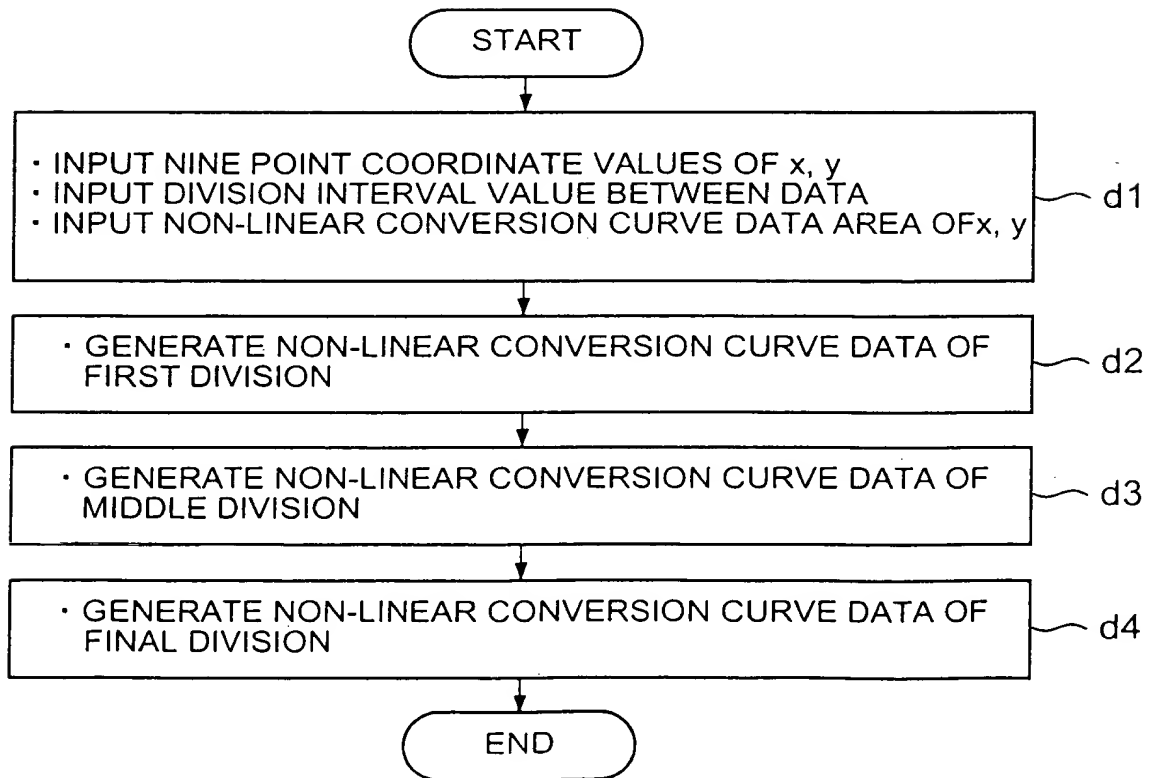 START
· INPUT NINE POINT COORDINATE VALUES OF x, y
· INPUT DIVISION INTERVAL VALUE BETWEEN DATA
· INPUT NON-LINEAR CONVERSION CURVE DATA AREA OFx, y
d1
· GENERATE NON-LINEAR CONVERSION CURVE DATA OF
FIRST DIVISION
d2
· GENERATE NON-LINEAR CONVERSION CURVE DATA OF
MIDDLE DIVISION
d3
· GENERATE NON-LINEAR CONVERSION CURVE DATA OF
FINAL DIVISION
d4
END